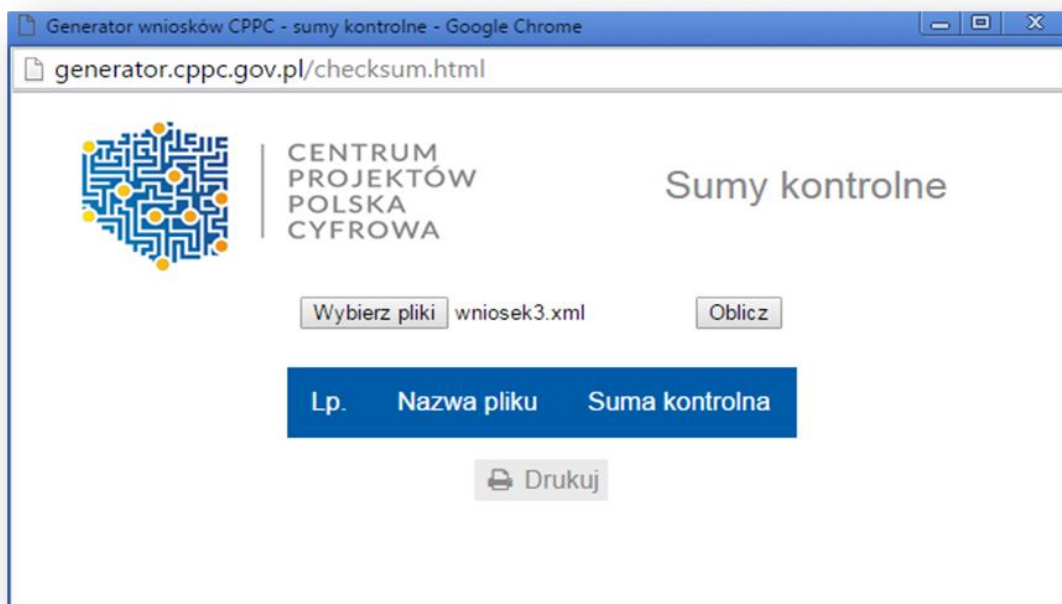 Generator wniosków CPPC - sumy kontrolne - Google Chrome
generator.cppc.gov.pl/checksum.html
CENTRUM
PROJEKTÓW
POLSKA
CYFROWA
Sumy kontrolne
Wybierz pliki wniosek3.xml Oblicz
Lp. Nazwa pliku Suma kontrolna
Drukuj